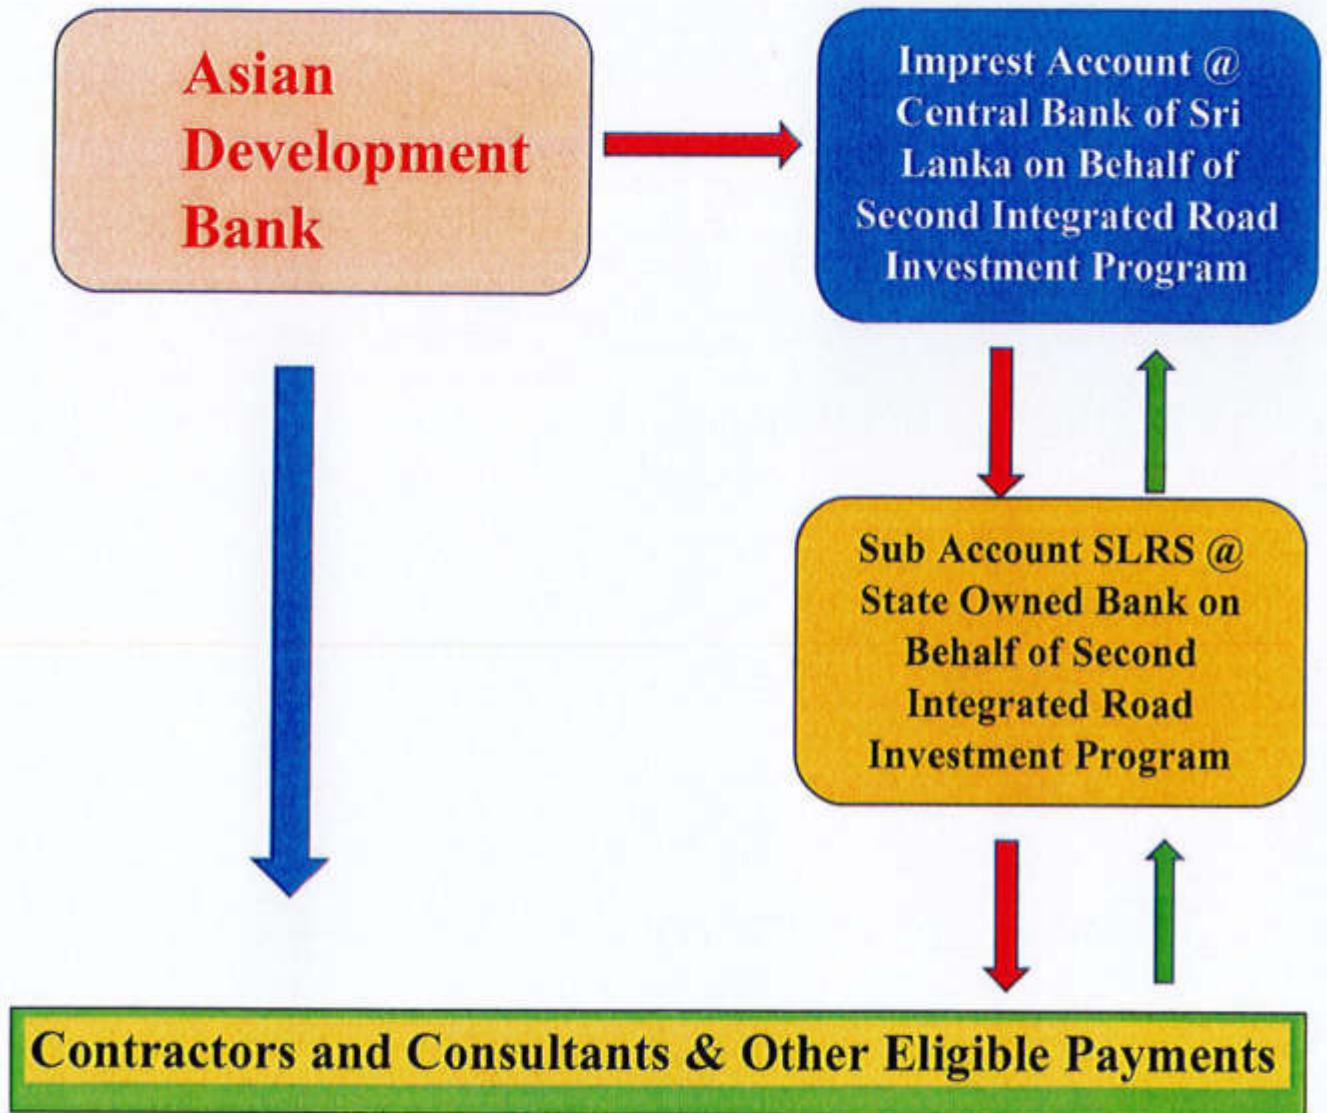 Asian
Development
Bank
Imprest Account @
Central Bank of Sri
Lanka on Behalf of
Second Integrated Road
Investment Program
Sub Account SLRS @
State Owned Bank on
Behalf of Second
Integrated Road
Investment Program
Contractors and Consultants & Other Eligible Payments